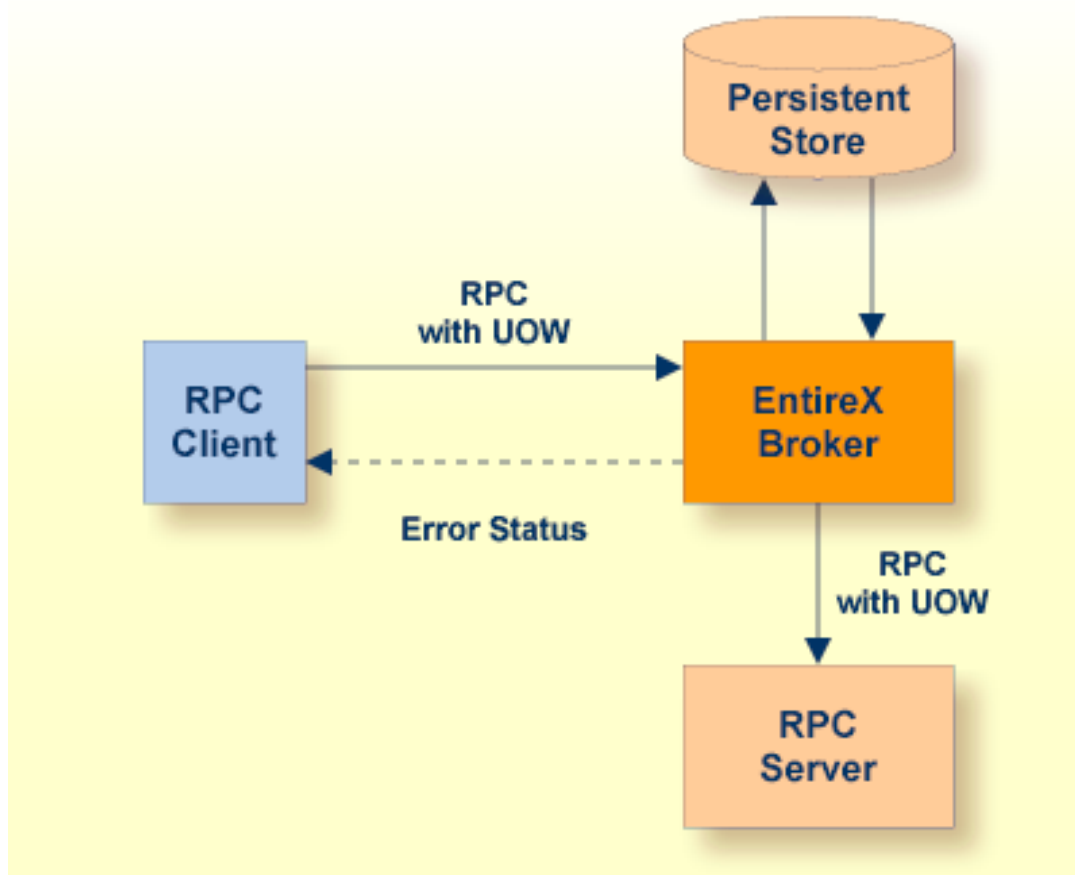 Persistent
Store
RPC
with UOW
RPC
Client
EntireX
Broker
Error Status
RPC
with UOW
RPC
Server